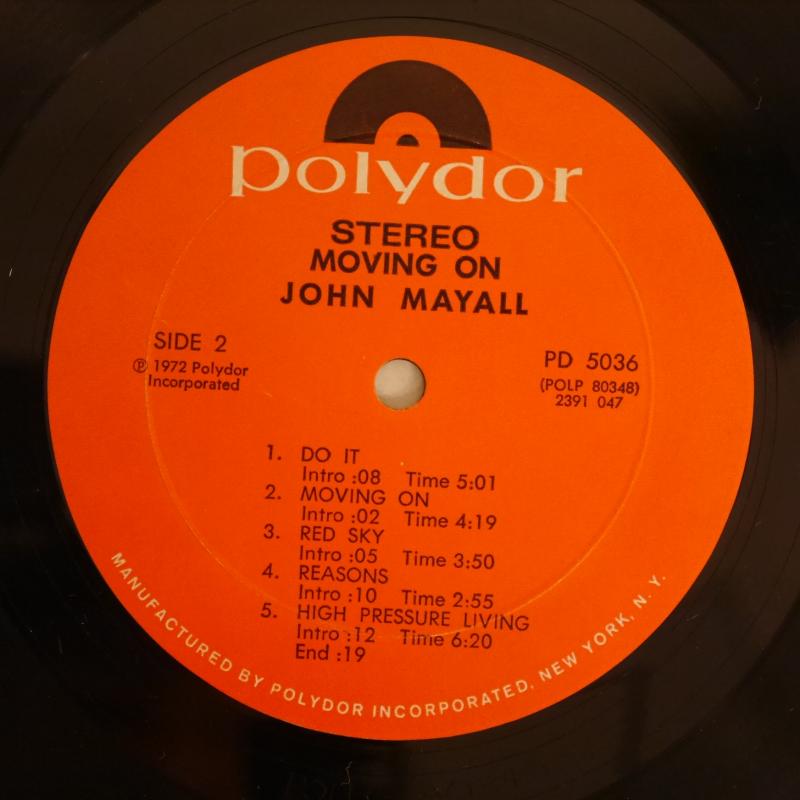 polydor
STEREO
MOVING ON
JOHN MAYALL
SIDE 2
℗ 1972 Polydor
Incorporated
PD 5036
(POLP 80348)
2391 047
1. DO IT
Intro :08 Time 5:01
2. MOVING ON
Intro :02 Time 4:19
3. RED SKY
Intro :05 Time 3:50
4. REASONS
Intro :10 Time 2:55
5. HIGH PRESSURE LIVING
Intro :12 Time 6:20
End :19
MANUFACTURED BY POLYDOR INCORPORATED, NEW YORK, N. Y.